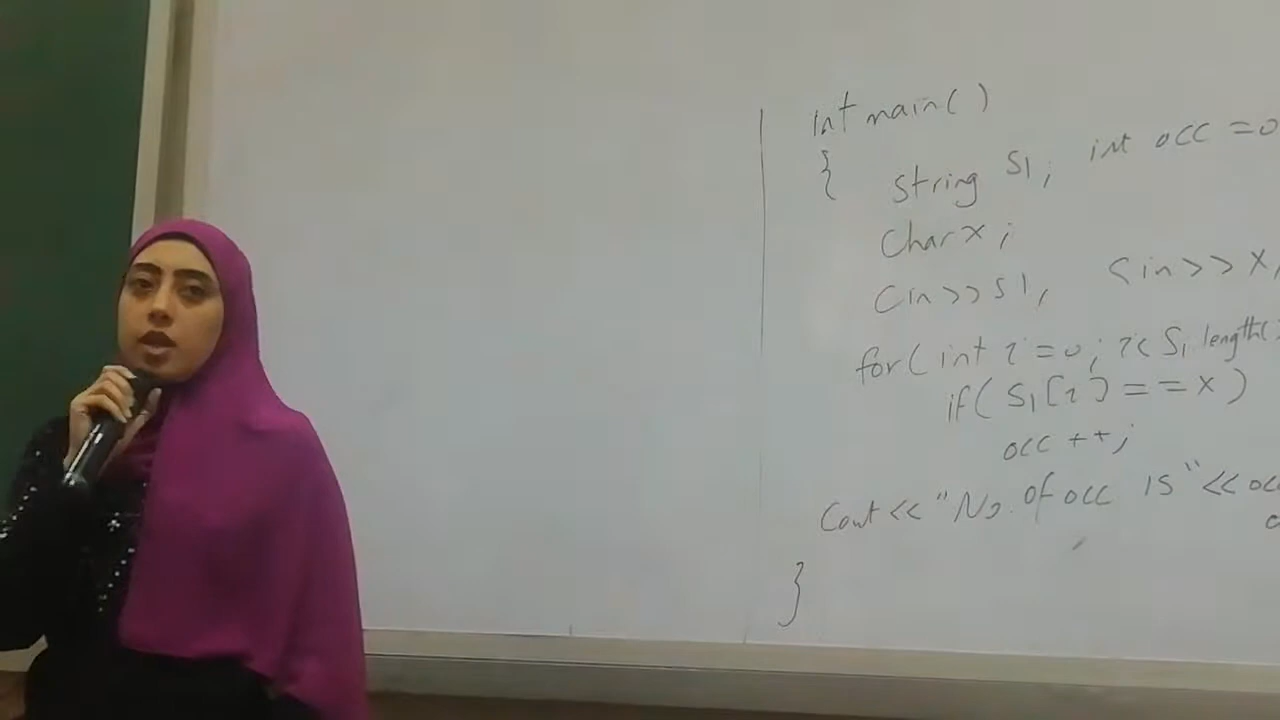 int main()
{ string S1; int occ = 0
char x;
cin>>S1; cin>>x;
for(int i=0; i<S1 length(
if( S1[i] == x )
occ ++;
Cout<< "No. of occ is" << occ
}